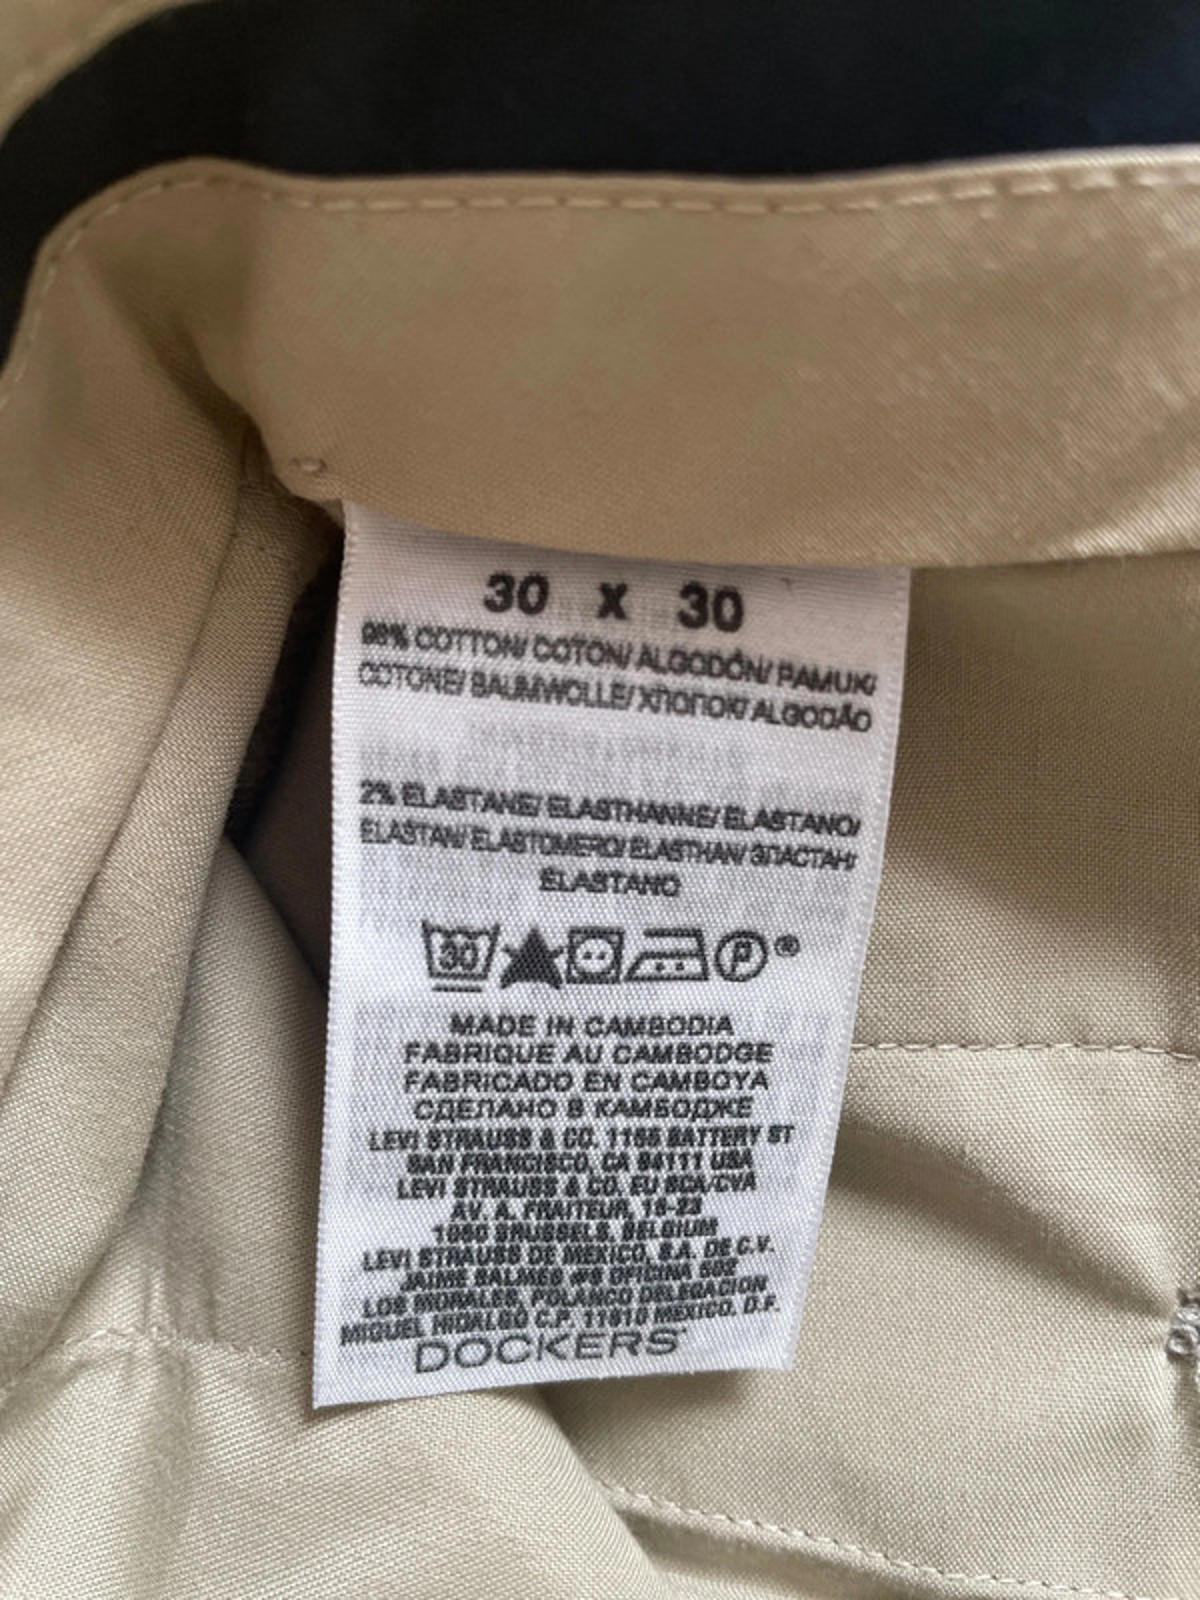 30 X 30
98% COTTON/ COTON/ ALGODÓN/ PAMUK/
COTONE/ BAUMWOLLE/ ХЛОПОК/ ALGODÃO
2% ELASTANE/ ELASTHANNE/ ELASTANO/
ELASTAN/ ELASTOMERO/ ELASTHAN/ ЭЛАСТАН/
ELASTANO
30 P ®
MADE IN CAMBODIA
FABRIQUE AU CAMBODGE
FABRICADO EN CAMBOYA
СДЕЛАНО В КАМБОДЖЕ
LEVI STRAUSS & CO. 1155 BATTERY ST
SAN FRANCISCO, CA 94111 USA
LEVI STRAUSS & CO. EU SCA/CVA
AV. A. FRAITEUR, 15-23
1050 BRUSSELS, BELGIUM
LEVI STRAUSS DE MEXICO, S.A. DE C.V.
JAIME BALMES #8 OFICINA 502
LOS MORALES, POLANCO DELEGACION
MIGUEL HIDALGO C.P. 11510 MEXICO. D.F.
DOCKERS